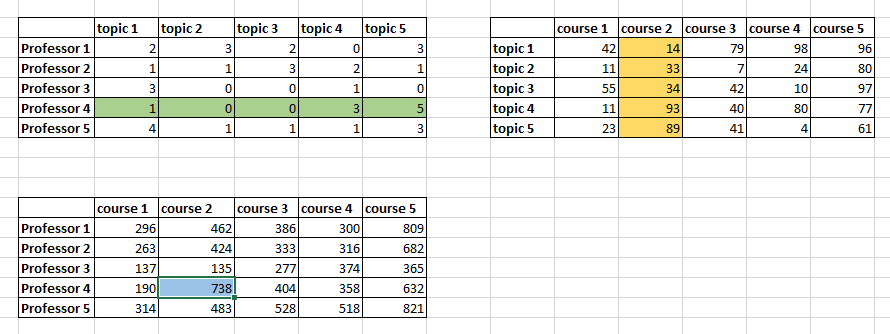 topic 1 topic 2 topic 3 topic 4 topic 5
Professor 1 2 3 2 0 3
Professor 2 1 1 3 2 1
Professor 3 3 0 0 1 0
Professor 4 1 0 0 3 5
Professor 5 4 1 1 1 3
course 1 course 2 course 3 course 4 course 5
topic 1 42 14 79 98 96
topic 2 11 33 7 24 80
topic 3 55 34 42 10 97
topic 4 11 93 40 80 77
topic 5 23 89 41 4 61
course 1 course 2 course 3 course 4 course 5
Professor 1 296 462 386 300 809
Professor 2 263 424 333 316 682
Professor 3 137 135 277 374 365
Professor 4 190 738 404 358 632
Professor 5 314 483 528 518 821